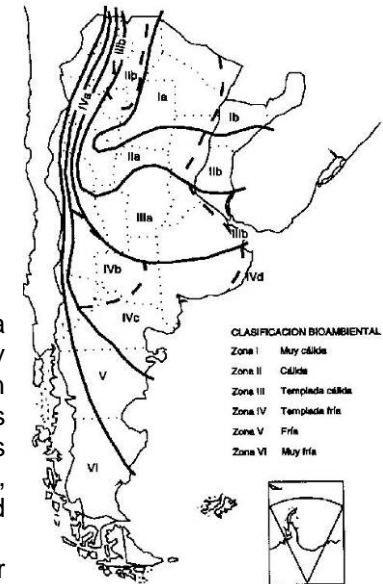 IIIb
IIb
IVa
Ia
Ib
IIa
IIb
IIIa
IIIb
IVb
IVd
IVc
V
VI
CLASIFICACION BIOAMBIENTAL
Zona I Muy cálida
Zona II Cálida
Zona III Templada cálida
Zona IV Templada fría
Zona V Fría
Zona VI Muy fría
a
y
n
s
s
,
d
r